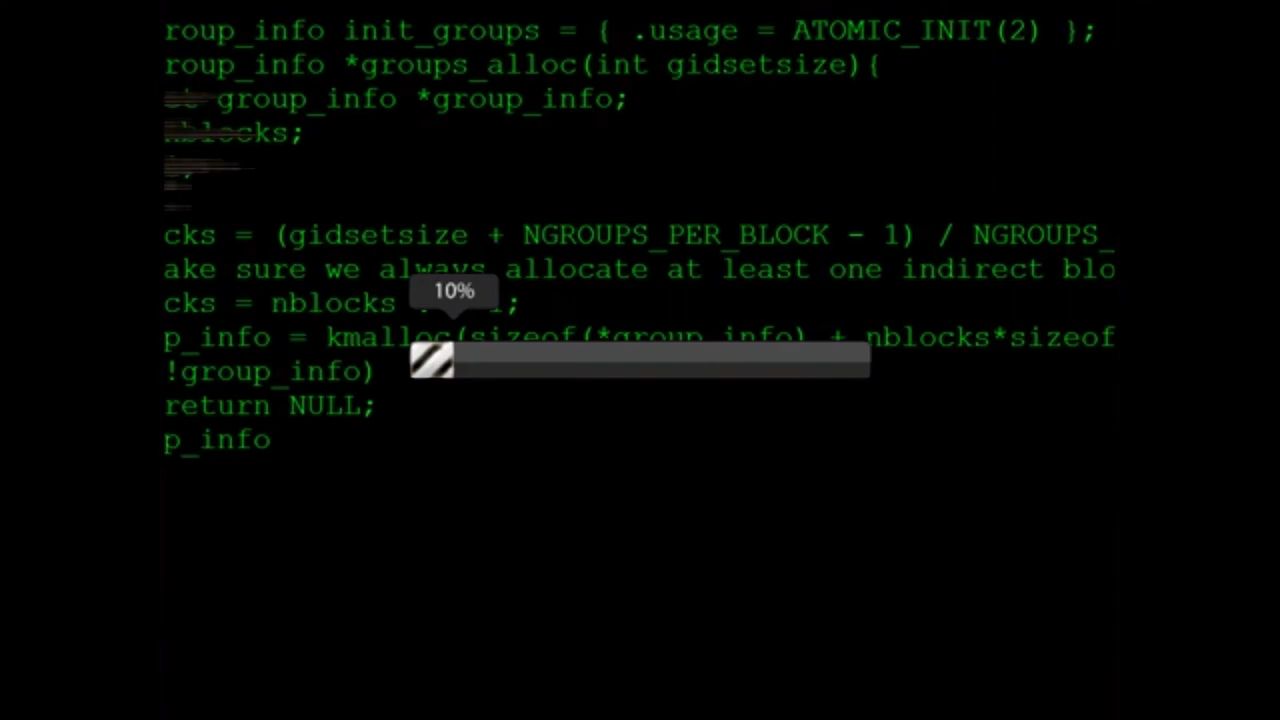 roup_info init_groups = { .usage = ATOMIC_INIT(2) };
roup_info *groups_alloc(int gidsetsize){
group_info *group_info;
nblocks;
cks = (gidsetsize + NGROUPS_PER_BLOCK - 1) / NGROUPS_
ake sure we always allocate at least one indirect blo
cks = nblocks
10%
p_info = kmalloc(sizeof(*group_info) + nblocks*sizeof
!group_info)
return NULL;
p_info